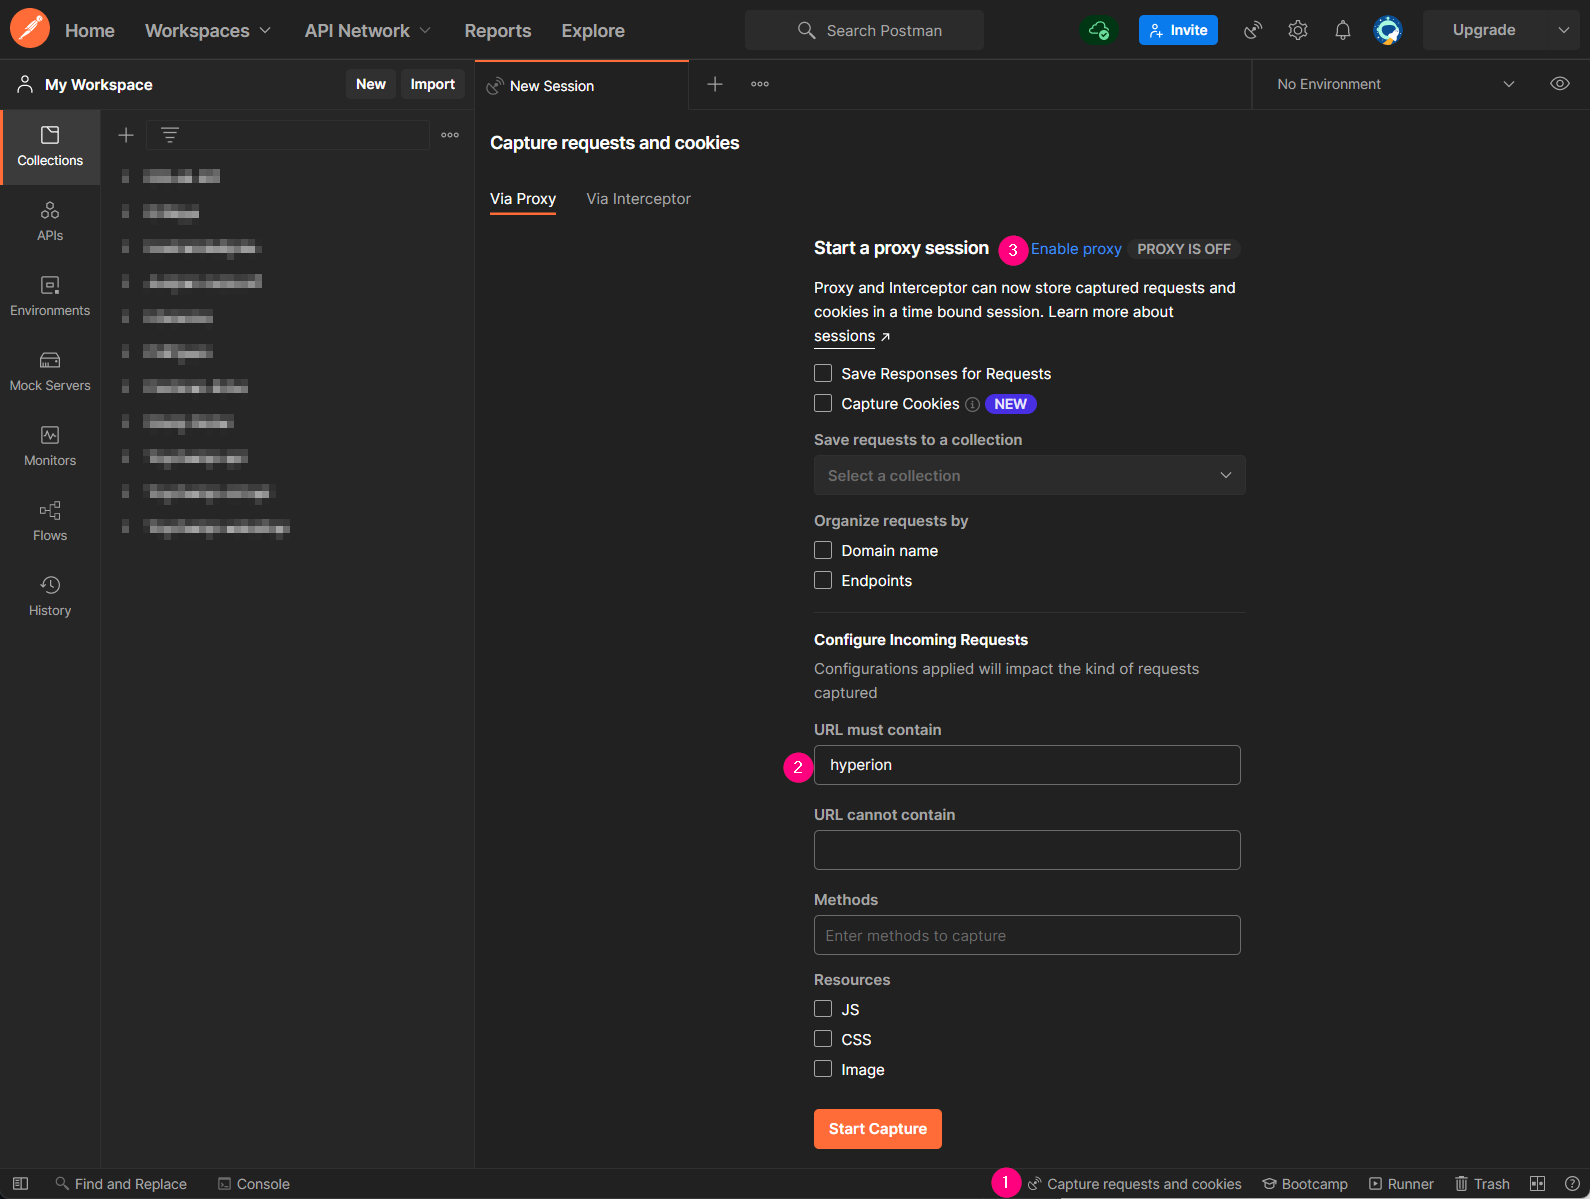 Home Workspaces API Network Reports Explore Search Postman Invite Upgrade
My Workspace New Import New Session No Environment
Collections
APIs
Environments
Mock Servers
Monitors
Flows
History
Capture requests and cookies
Via Proxy Via Interceptor
Start a proxy session 3 Enable proxy PROXY IS OFF
Proxy and Interceptor can now store captured requests and
cookies in a time bound session. Learn more about
sessions ↗
Save Responses for Requests
Capture Cookies NEW
Save requests to a collection
Select a collection
Organize requests by
Domain name
Endpoints
Configure Incoming Requests
Configurations applied will impact the kind of requests
captured
URL must contain
2 hyperion
URL cannot contain
Methods
Enter methods to capture
Resources
JS
CSS
Image
Start Capture
Find and Replace Console 1 Capture requests and cookies Bootcamp Runner Trash